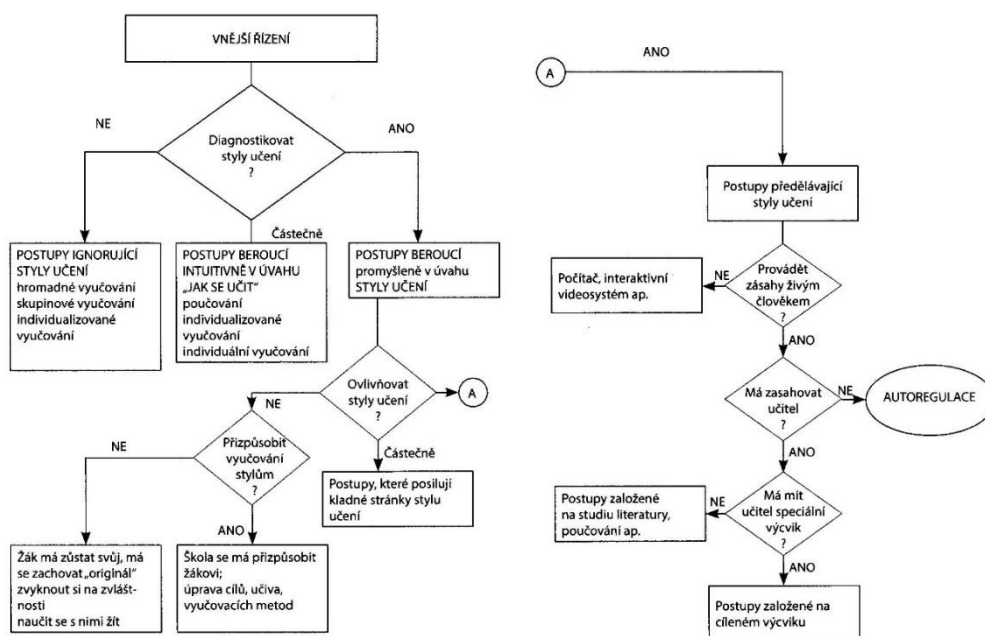 VNĚJŠÍ ŘÍZENÍ
NE
Diagnostikovat
styly učení
?
ANO
Částečně
POSTUPY IGNORUJÍCÍ
STYLY UČENÍ
hromadné vyučování
skupinové vyučování
individualizované
vyučování
POSTUPY BEROUCÍ
INTUITIVNĚ V ÚVAHU
„JAK SE UČIT“
poučování
individualizované
vyučování
individuální vyučování
POSTUPY BEROUCÍ
promyšleně v úvahu
STYLY UČENÍ
Ovlivňovat
styly učení
?
A
NE
Částečně
Postupy, které posilují
kladné stránky stylu
učení
Přizpůsobit
vyučování
stylům
?
NE
ANO
Žák má zůstat svůj, má
se zachovat „originál“
zvyknout si na zvlášt-
nosti
naučit se s nimi žít
Škola se má přizpůsobit
žákovi;
úprava cílů, učiva,
vyučovacích metod
A
ANO
Postupy předělávající
styly učení
Provádět
zásahy živým
člověkem
?
NE
Počítač, interaktivní
videosystém ap.
ANO
Má zasahovat
učitel
?
NE
AUTOREGULACE
ANO
Má mít
učitel speciální
výcvik
?
NE
Postupy založené
na studiu literatury,
poučování ap.
ANO
Postupy založené na
cíleném výcviku